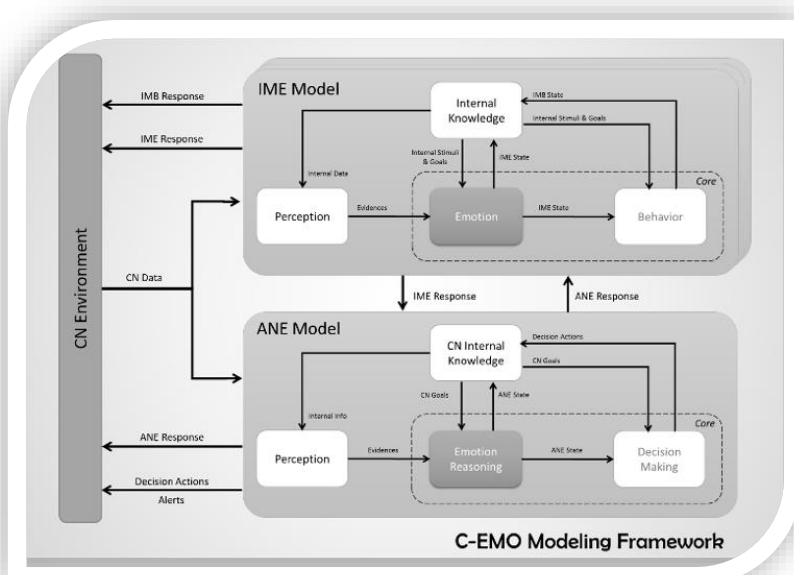 CN Environment
IMB Response
IME Response
CN Data
ANE Response
Decision Actions
Alerts
IME Model
Internal
Knowledge
IMB State
Internal Stimuli & Goals
Internal Stimuli
& Goals
IME State
Internal Data
Core
Perception
Evidences
Emotion
IME State
Behavior
IME Response
ANE Response
ANE Model
CN Internal
Knowledge
Decision Actions
CN Goals
CN Goals
ANE State
Internal Info
Core
Perception
Evidences
Emotion
Reasoning
ANE State
Decision
Making
C-EMO Modeling Framework